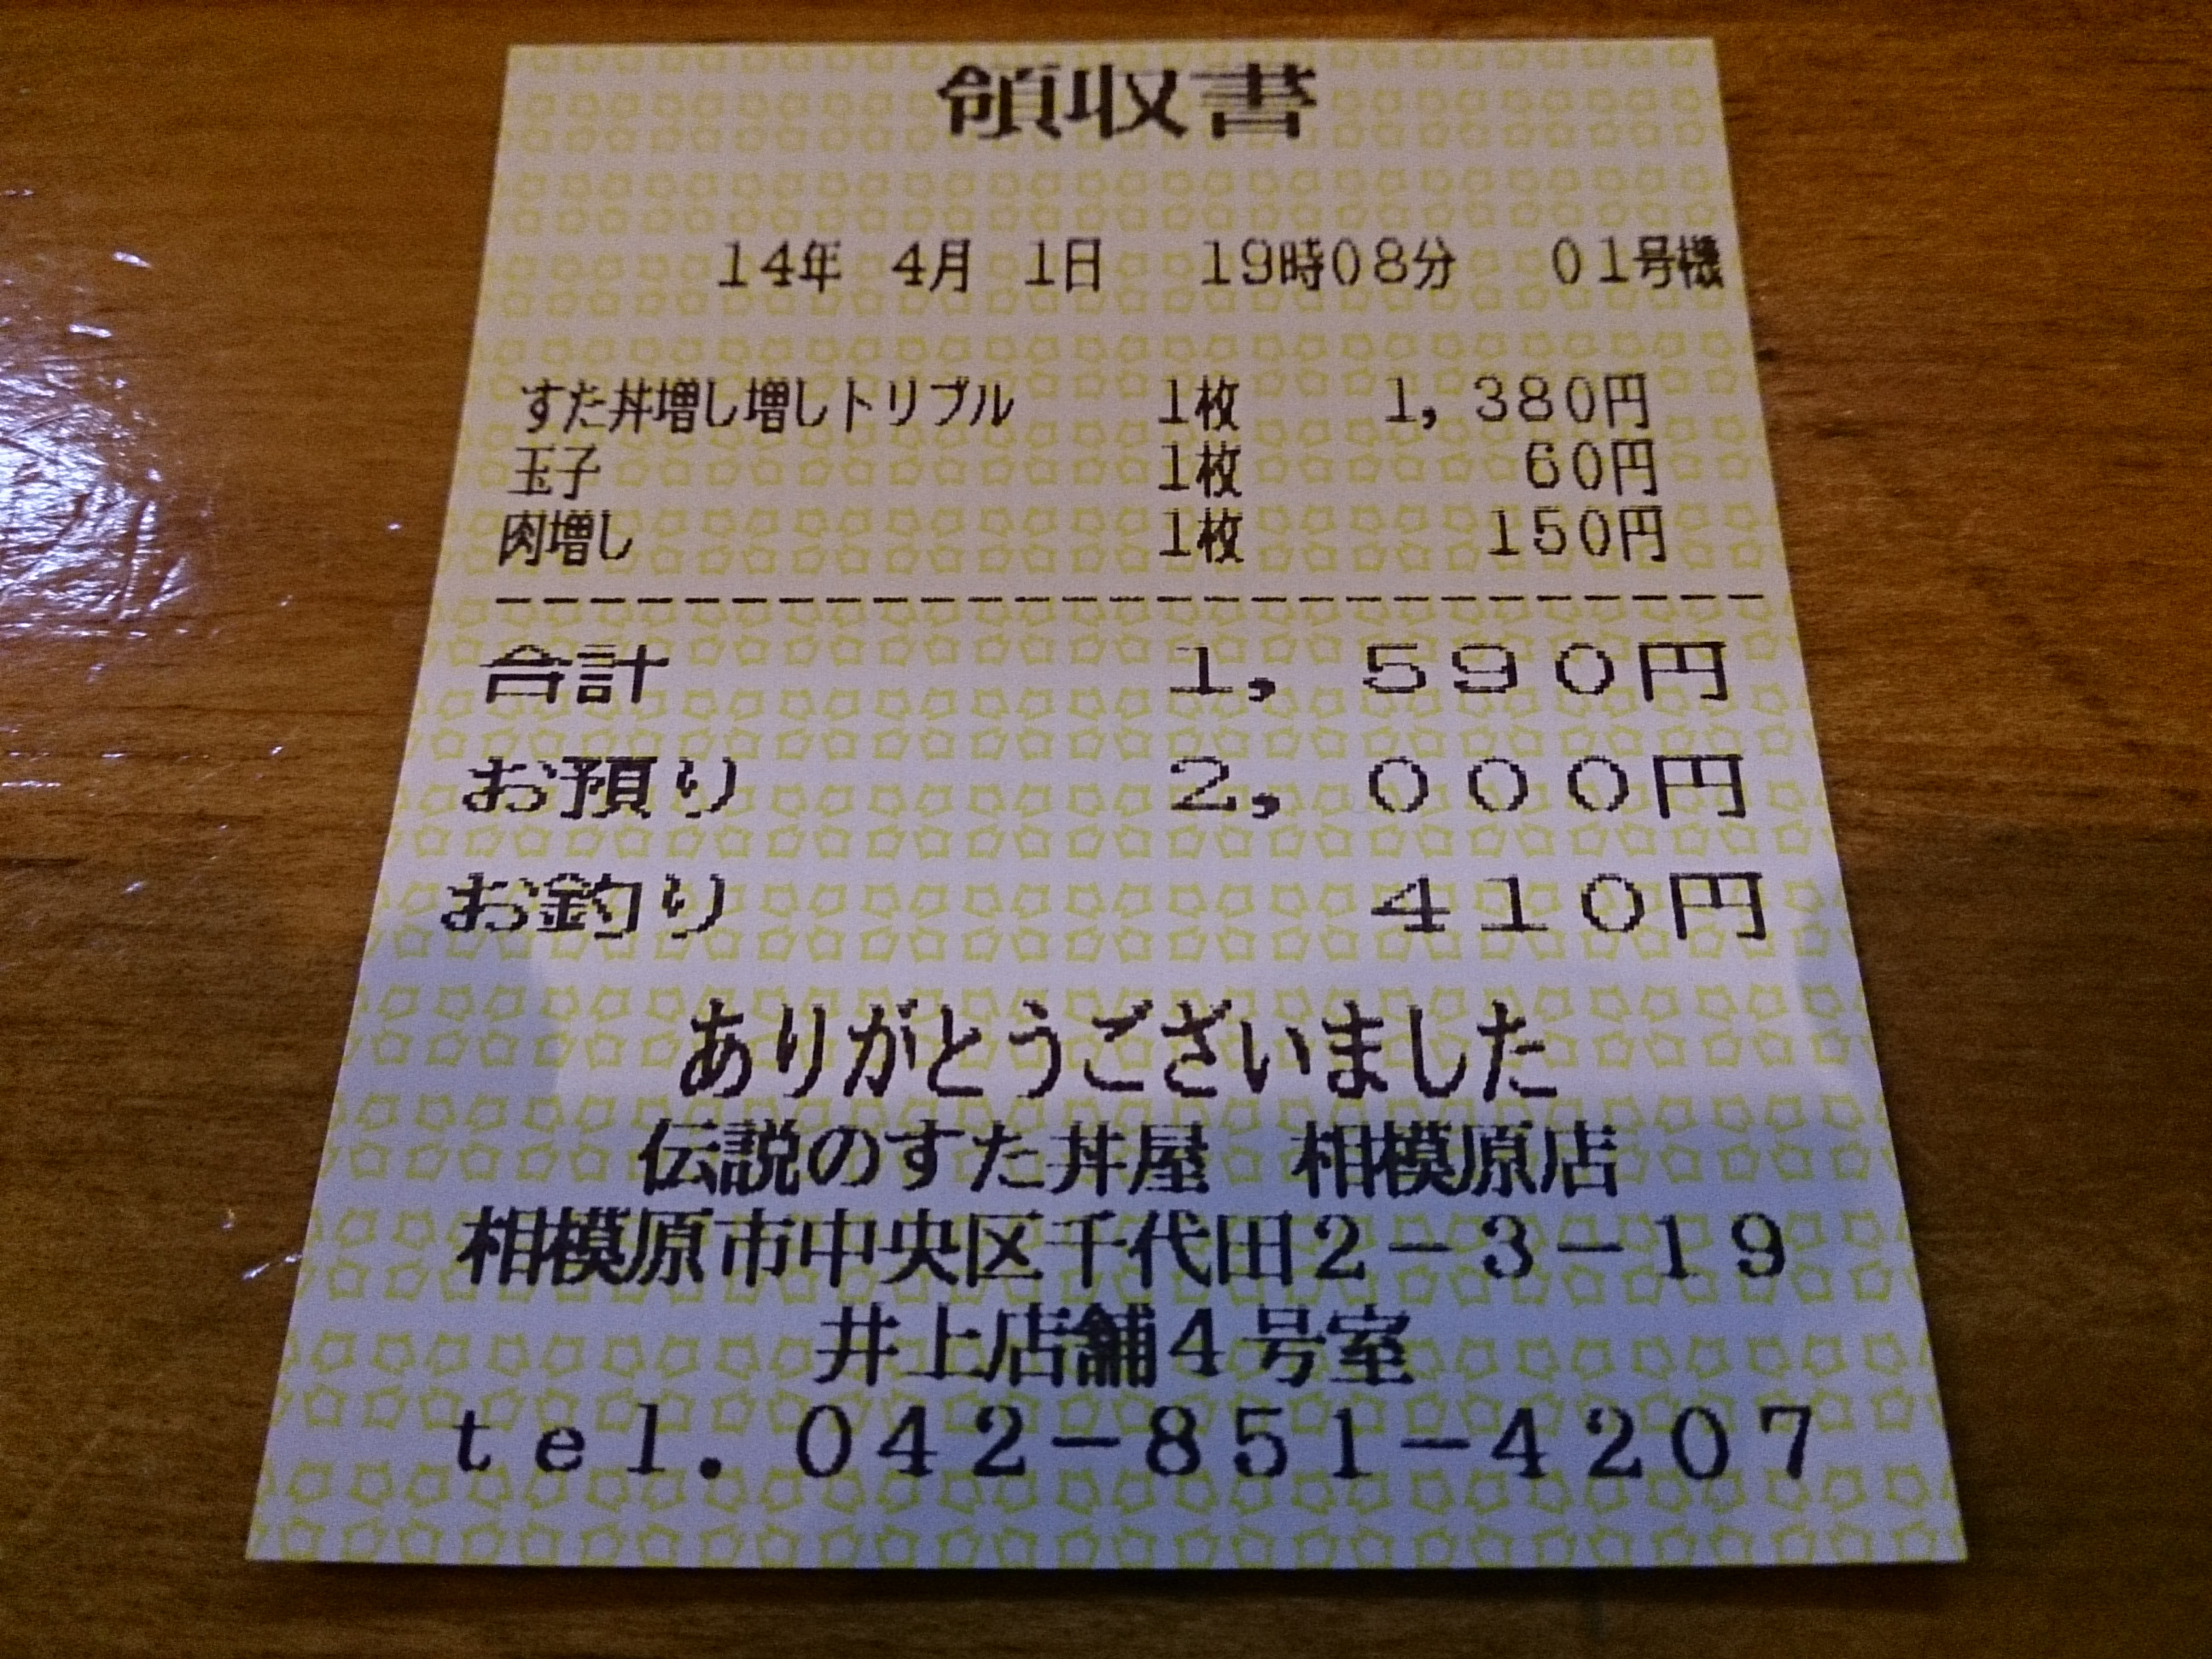 領収書
14年 4月 1日 19時08分 01号機
すた丼増し増しトリプル 1枚 1,380円
玉子 1枚 60円
肉増し 1枚 150円
合計 1,590円
お預り 2,000円
お釣り 410円
ありがとうございました
伝説のすた丼屋 相模原店
相模原市中央区千代田2-3-19
井上店舗4号室
tel.042-851-4207